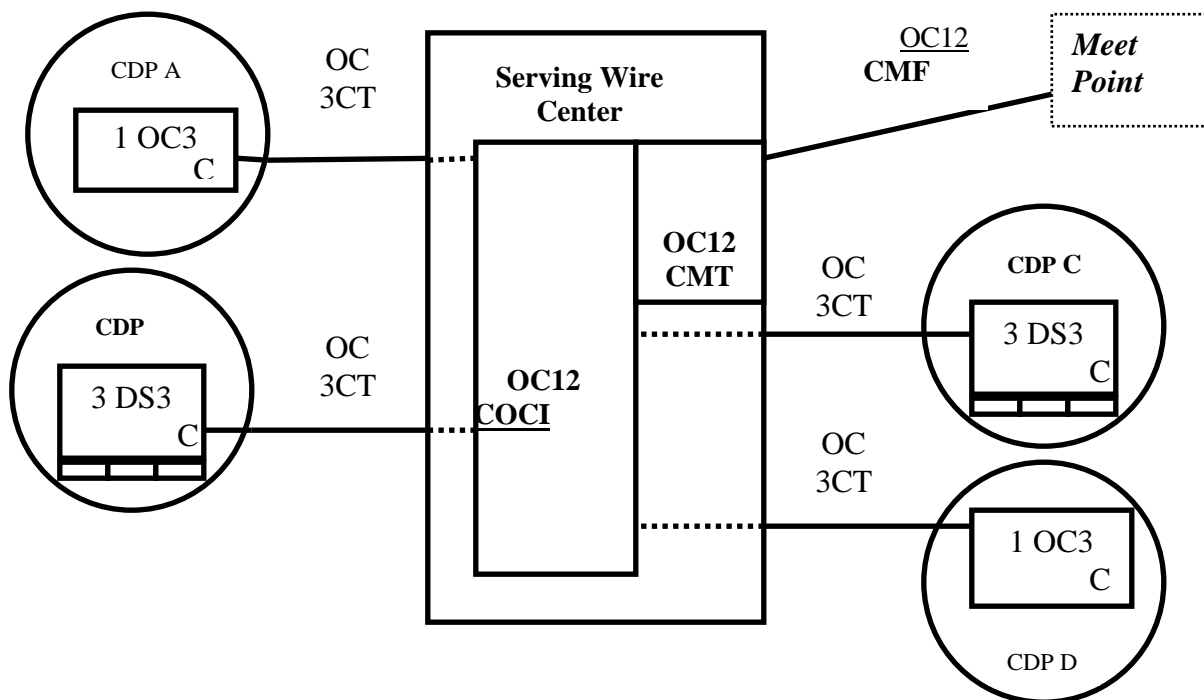 CDP A
1 OC3
C
OC
3CT
Serving Wire
Center
OC12
CMF
Meet
Point
OC12
CMT
CDP
3 DS3
C
OC
3CT
OC12
COCI
OC
3CT
CDP C
3 DS3
C
OC
3CT
1 OC3
C
CDP D